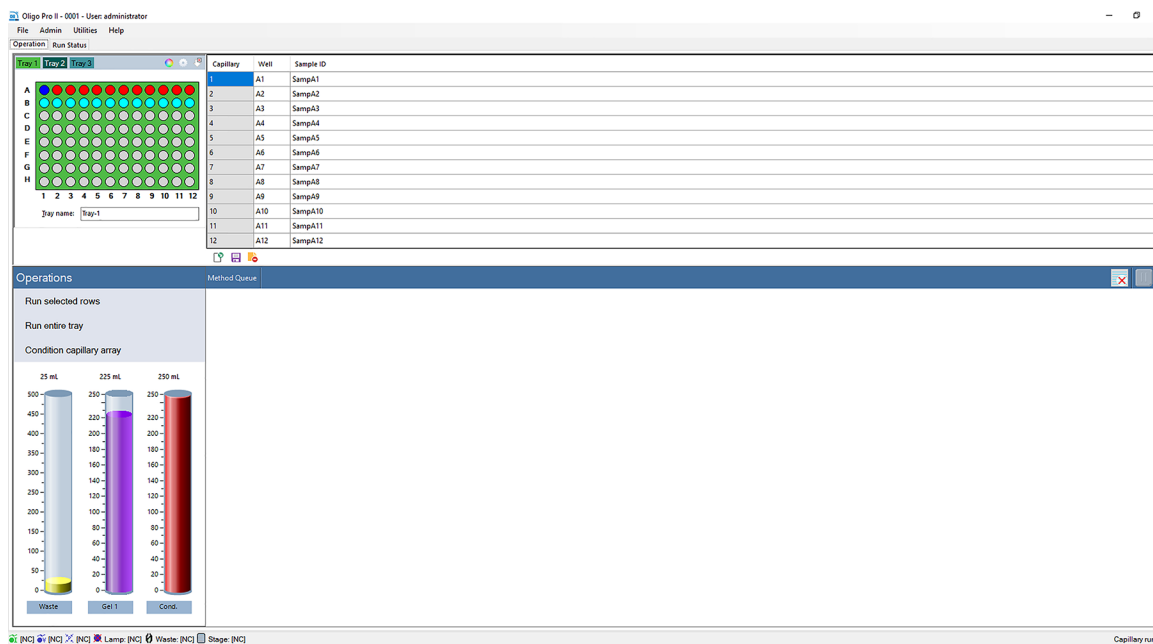 Oligo Pro II - 0001 - User: administrator
File Admin Utilities Help
Operation Run Status
Tray 1 Tray 2 Tray 3
A
B
C
D
E
F
G
H
1 2 3 4 5 6 7 8 9 10 11 12
Tray name: Tray-1
Capillary Well Sample ID
1 A1 SampA1
2 A2 SampA2
3 A3 SampA3
4 A4 SampA4
5 A5 SampA5
6 A6 SampA6
7 A7 SampA7
8 A8 SampA8
9 A9 SampA9
10 A10 SampA10
11 A11 SampA11
12 A12 SampA12
Operations Method Queue
Run selected rows
Run entire tray
Condition capillary array
25 mL 225 mL 250 mL
500
450
400
350
300
250
200
150
100
50
0
250
220
200
180
160
140
120
100
80
60
40
20
0
250
220
200
180
160
140
120
100
80
60
40
20
0
Waste Gel 1 Cond.
[NC] [NC] [NC] Lamp: [NC] Waste: [NC] Stage: [NC] Capillary